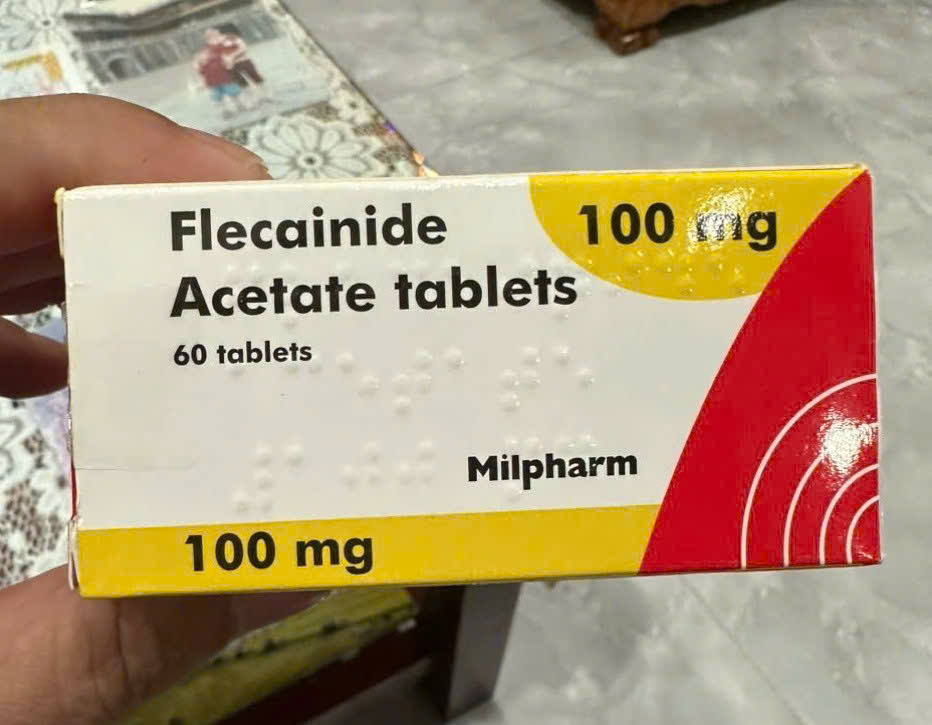 Flecainide
Acetate tablets
100 mg
60 tablets
Milpharm
100 mg